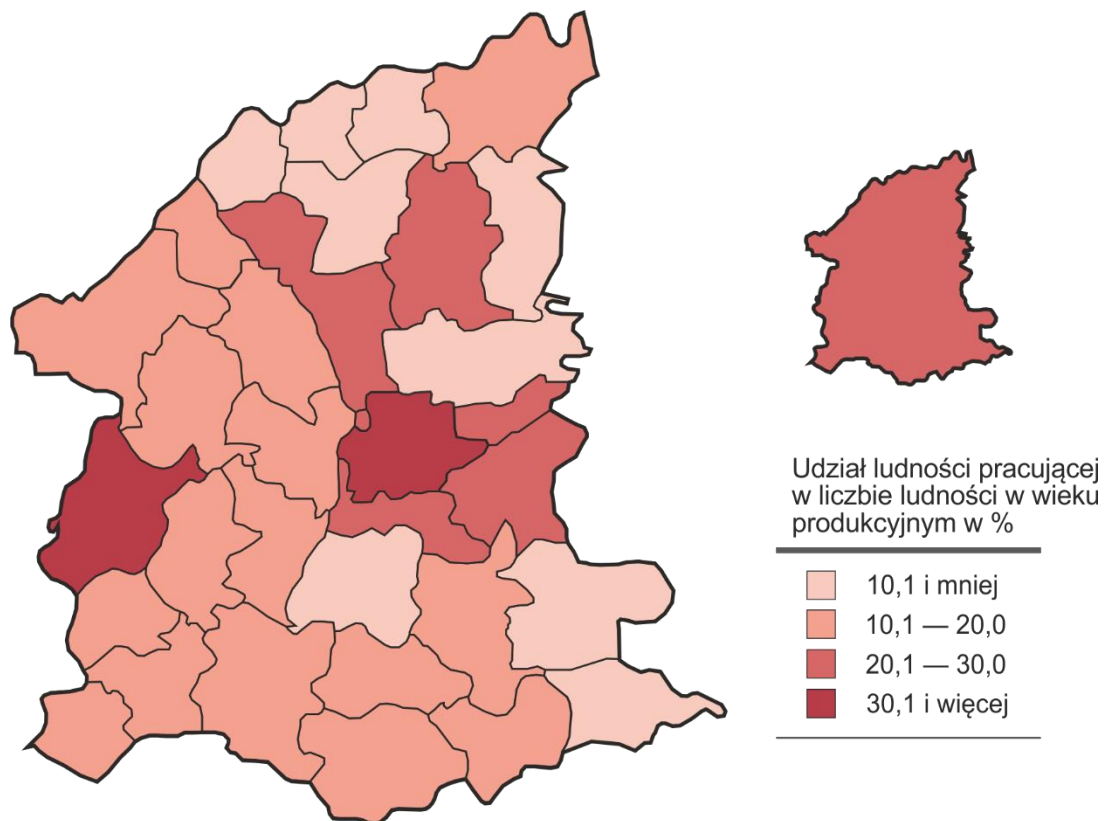 Udział ludności pracującej
w liczbie ludności w wieku
produkcyjnym w %
10,1 i mniej
10,1 — 20,0
20,1 — 30,0
30,1 i więcej